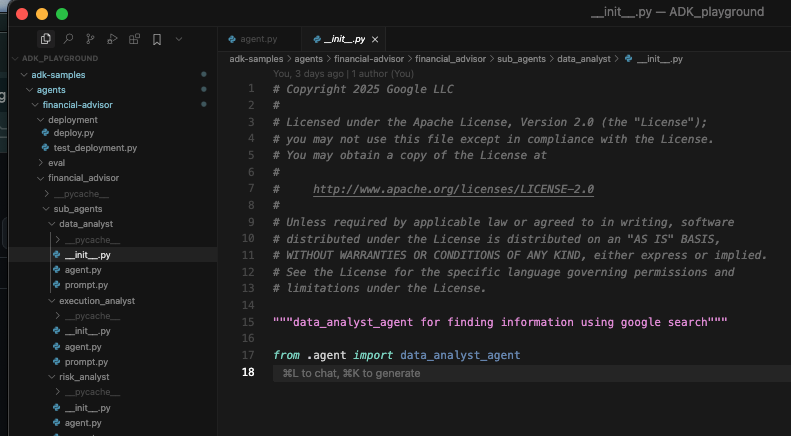 __init__.py — ADK_playground
ADK_PLAYGROUND
adk-samples
agents
financial-advisor
deployment
deploy.py
test_deployment.py
eval
financial_advisor
__pycache__
sub_agents
data_analyst
__pycache__
__init__.py
agent.py
prompt.py
execution_analyst
__pycache__
__init__.py
agent.py
prompt.py
risk_analyst
__pycache__
__init__.py
agent.py
agent.py
__init__.py
adk-samples > agents > financial-advisor > financial_advisor > sub_agents > data_analyst > __init__.py
You, 3 days ago | 1 author (You)
1 # Copyright 2025 Google LLC
2 #
3 # Licensed under the Apache License, Version 2.0 (the "License");
4 # you may not use this file except in compliance with the License.
5 # You may obtain a copy of the License at
6 #
7 #     http://www.apache.org/licenses/LICENSE-2.0
8 #
9 # Unless required by applicable law or agreed to in writing, software
10 # distributed under the License is distributed on an "AS IS" BASIS,
11 # WITHOUT WARRANTIES OR CONDITIONS OF ANY KIND, either express or implied.
12 # See the License for the specific language governing permissions and
13 # limitations under the License.
14
15 """data_analyst_agent for finding information using google search"""
16
17 from .agent import data_analyst_agent
18 ⌘L to chat, ⌘K to generate